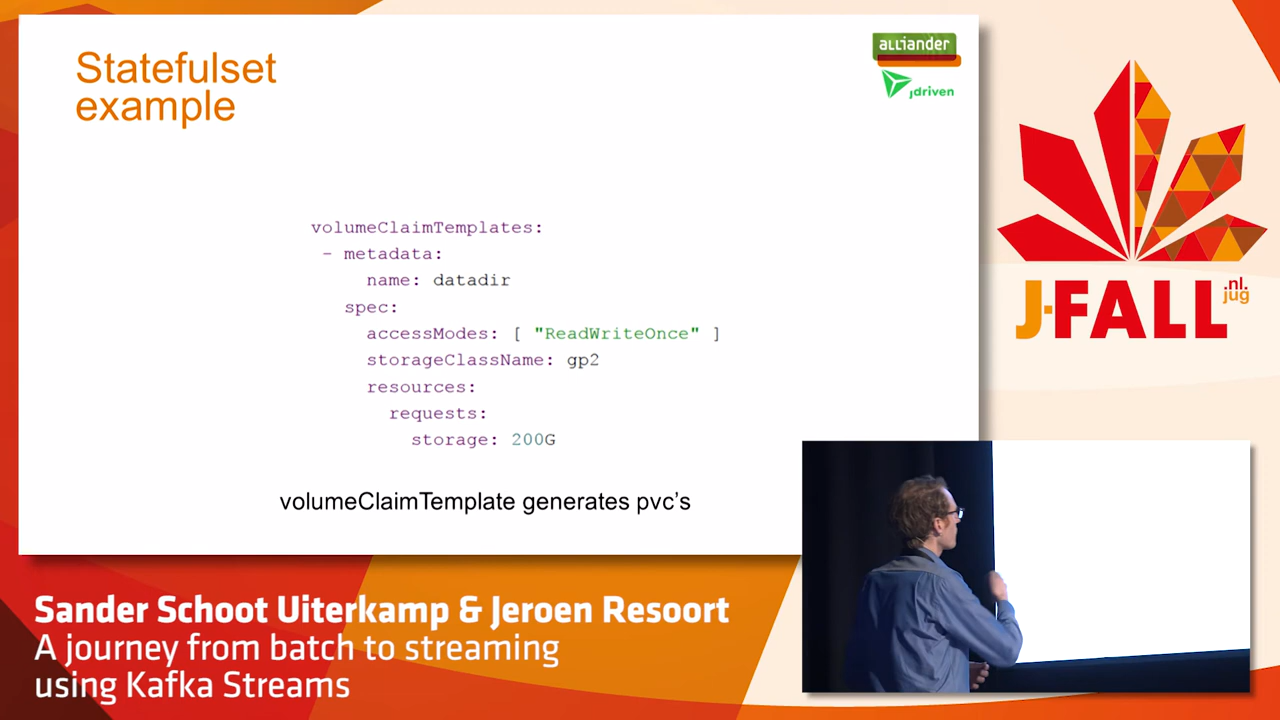 Statefulset
example
alliander
jdriven
volumeClaimTemplates:
- metadata:
name: datadir
spec:
accessModes: [ "ReadWriteOnce" ]
storageClassName: gp2
resources:
requests:
storage: 200G
volumeClaimTemplate generates pvc's
J-FALL
.nl.
jug
Sander Schoot Uiterkamp & Jeroen Resoort
A journey from batch to streaming
using Kafka Streams